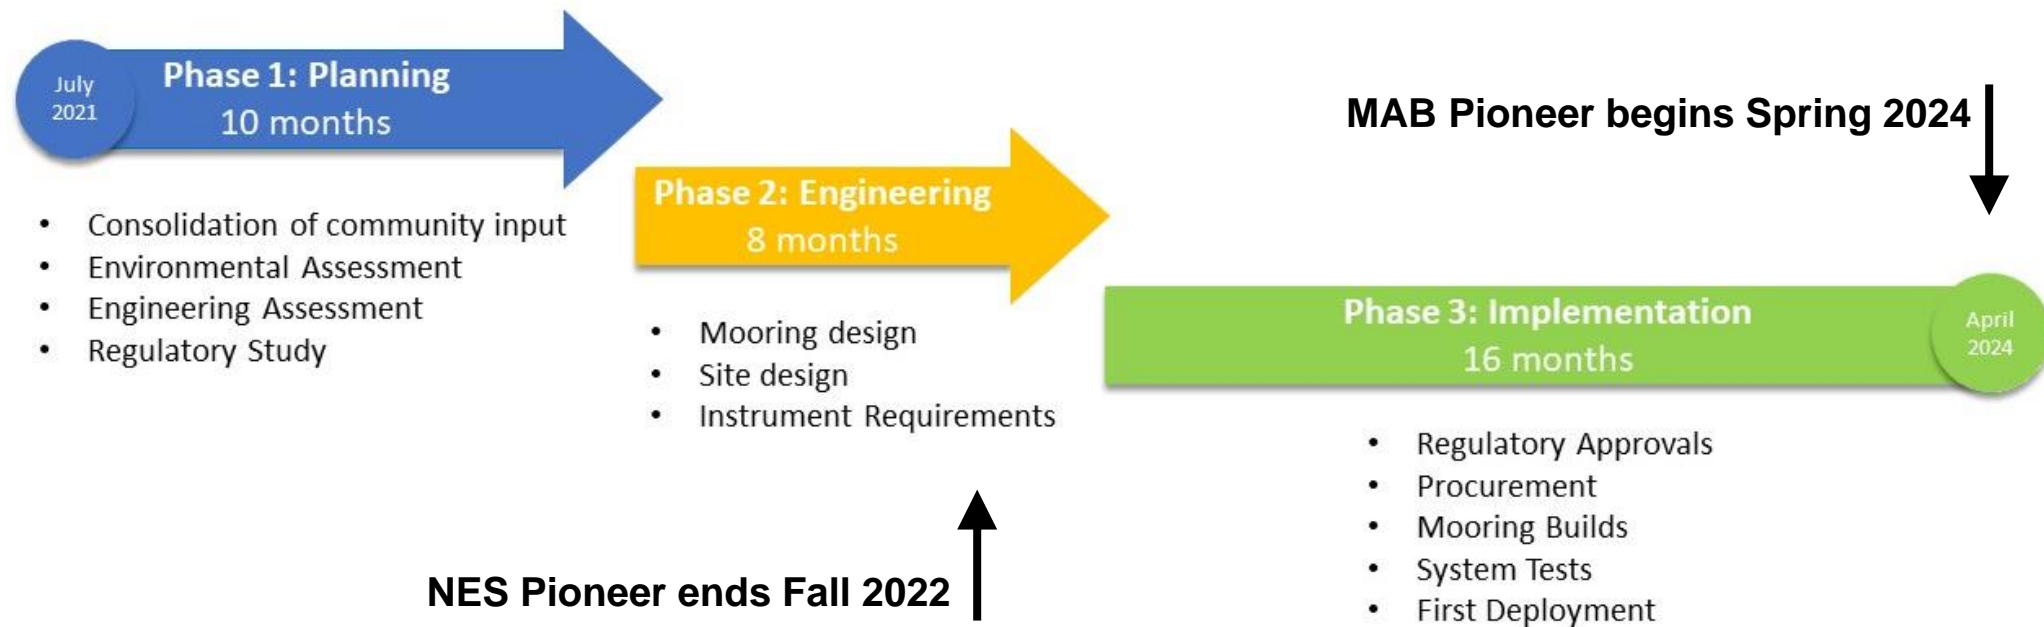 July
2021
Phase 1: Planning
10 months
• Consolidation of community input
• Environmental Assessment
• Engineering Assessment
• Regulatory Study
Phase 2: Engineering
8 months
• Mooring design
• Site design
• Instrument Requirements
NES Pioneer ends Fall 2022
MAB Pioneer begins Spring 2024
Phase 3: Implementation
16 months
April
2024
• Regulatory Approvals
• Procurement
• Mooring Builds
• System Tests
• First Deployment